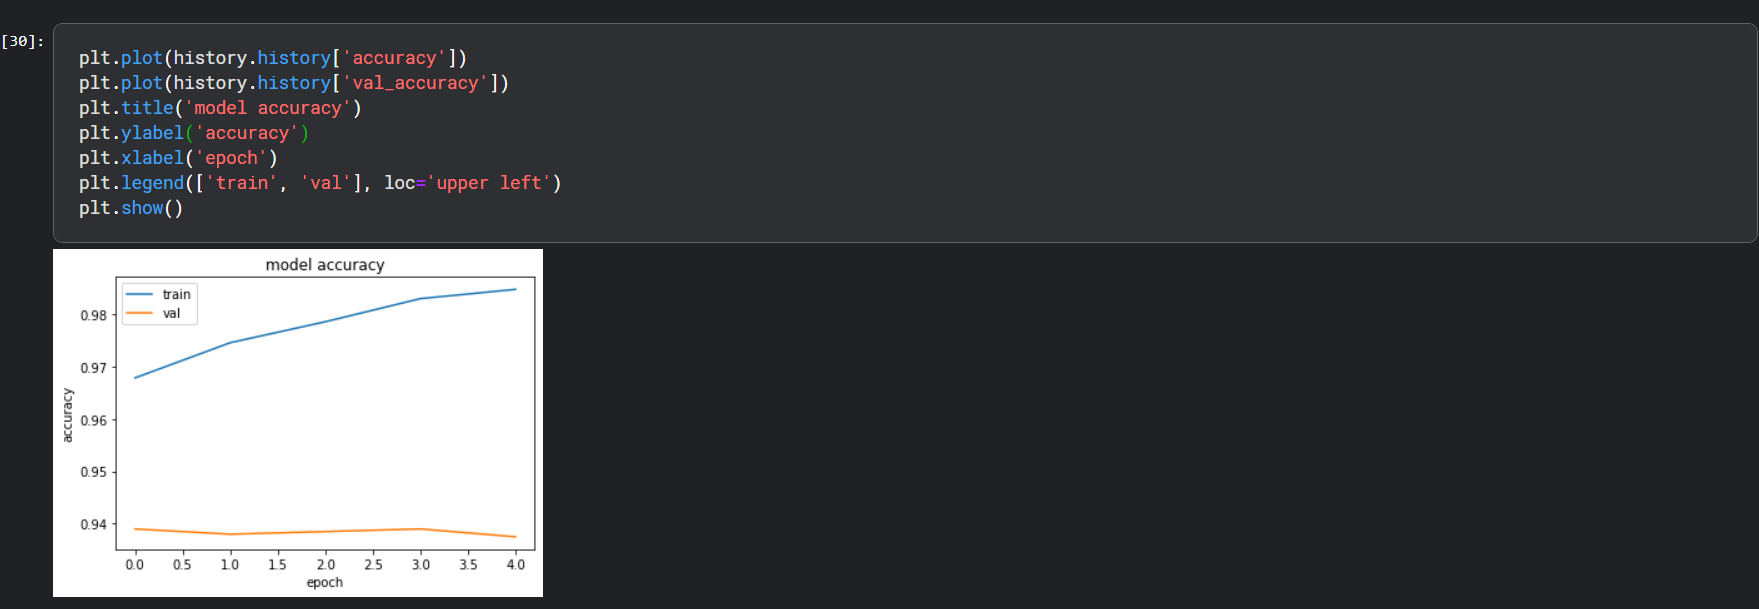 [30]:
plt.plot(history.history['accuracy'])
plt.plot(history.history['val_accuracy'])
plt.title('model accuracy')
plt.ylabel('accuracy')
plt.xlabel('epoch')
plt.legend(['train', 'val'], loc='upper left')
plt.show()
model accuracy
train
val
0.98
0.97
0.96
0.95
0.94
accuracy
0.0 0.5 1.0 1.5 2.0 2.5 3.0 3.5 4.0
epoch